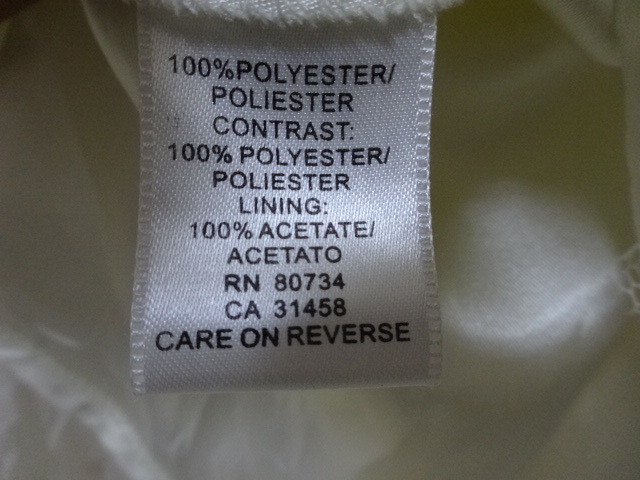 100%POLYESTER/
POLIESTER
CONTRAST:
100% POLYESTER/
POLIESTER
LINING:
100% ACETATE/
ACETATO
RN 80734
CA 31458
CARE ON REVERSE